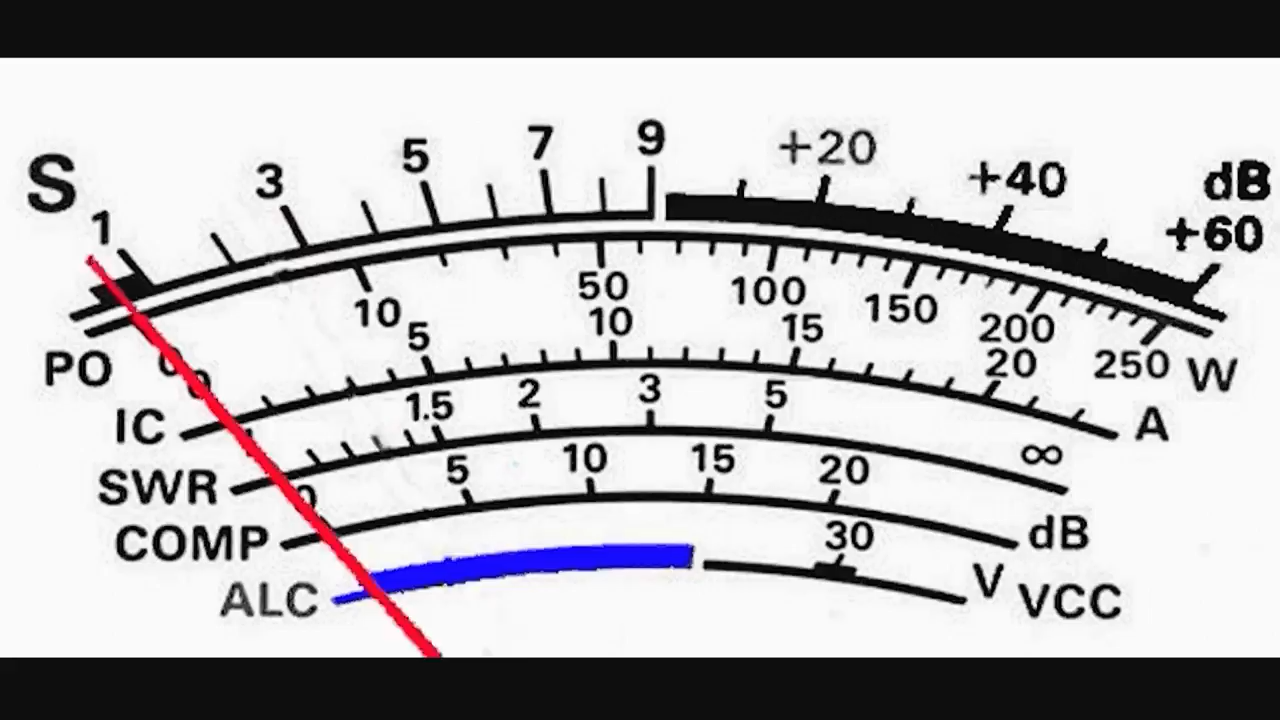 S 1 3 5 7 9 +20 +40 +60 dB
PO 0 10 50 100 150 200 250 W
IC 0 5 10 15 20 A
SWR 1.5 2 3 5 ∞
COMP 0 5 10 15 20 dB
ALC 30 V VCC